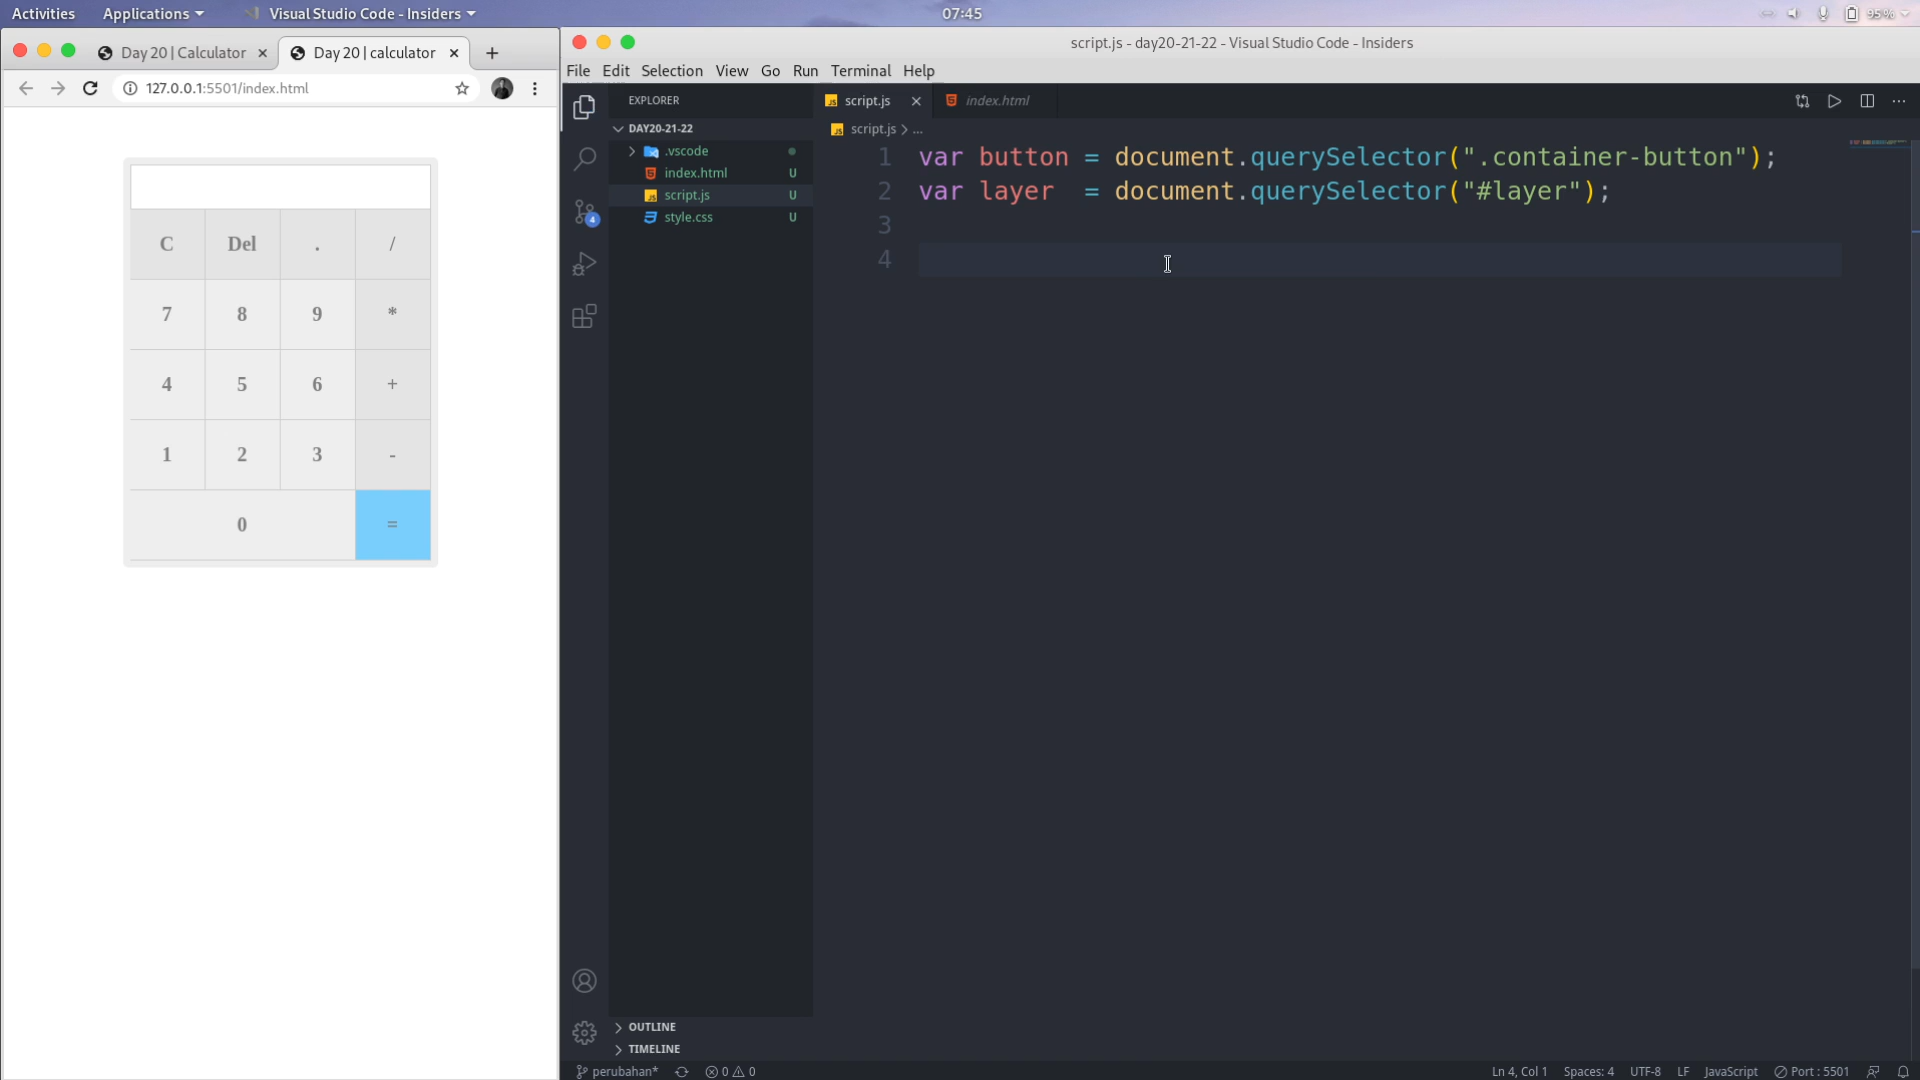 Activities Applications Visual Studio Code - Insiders 07:45 95%
Day 20 | Calculator
Day 20 | calculator
127.0.0.1:5501/index.html
C Del . /
7 8 9 *
4 5 6 +
1 2 3 -
0 =
script.js - day20-21-22 - Visual Studio Code - Insiders
File Edit Selection View Go Run Terminal Help
EXPLORER
DAY20-21-22
.vscode
index.html U
script.js U
style.css U
4
OUTLINE
TIMELINE
script.js index.html
script.js > ...
1 var button = document.querySelector(".container-button");
2 var layer  = document.querySelector("#layer");
3
4
perubahan* 0 0 Ln 4, Col 1 Spaces: 4 UTF-8 LF JavaScript Port : 5501